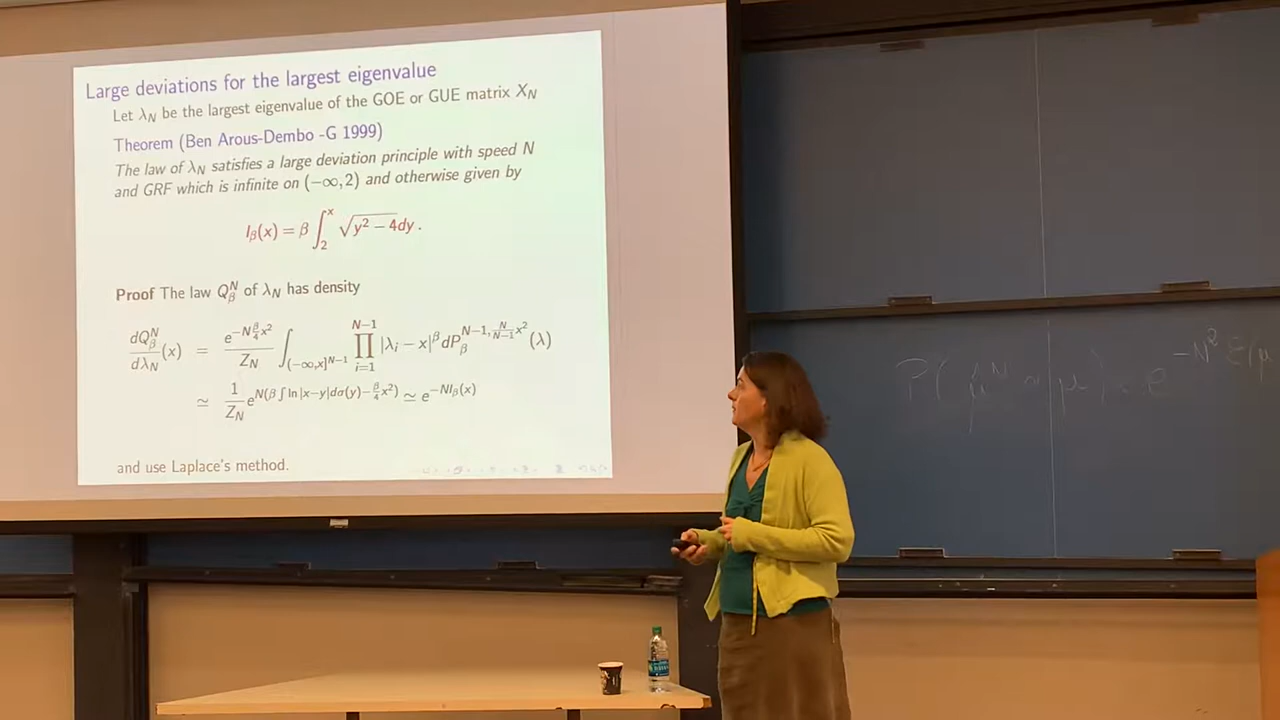 Large deviations for the largest eigenvalue
Let λ_N be the largest eigenvalue of the GOE or GUE matrix X_N
Theorem (Ben Arous-Dembo -G 1999)
The law of λ_N satisfies a large deviation principle with speed N
and GRF which is infinite on (−∞,2) and otherwise given by
I_β(x) = β ∫_2^x √(y² − 4) dy .
Proof The law Q_β^N of λ_N has density
dQ_β^N/dλ_N (x) = e^{−N β/4 x²}/Z_N ∫_{(−∞,x]^{N−1}} ∏_{i=1}^{N−1} |λ_i − x|^β dP_β^{N−1, N/(N−1) x²}(λ)
≃ 1/Z_N e^{N(β ∫ ln |x−y|dσ(y)− β/4 x²)} ≃ e^{−N I_β(x)}
and use Laplace's method.
P( μ^N ≃ μ ) e^{−N² E(μ